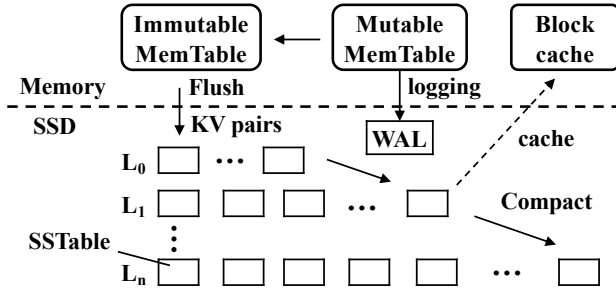 Immutable
MemTable
Mutable
MemTable
Block
cache
Memory
Flush
logging
SSD
KV pairs
WAL
cache
L0
...
L1
...
Compact
SSTable
Ln
...